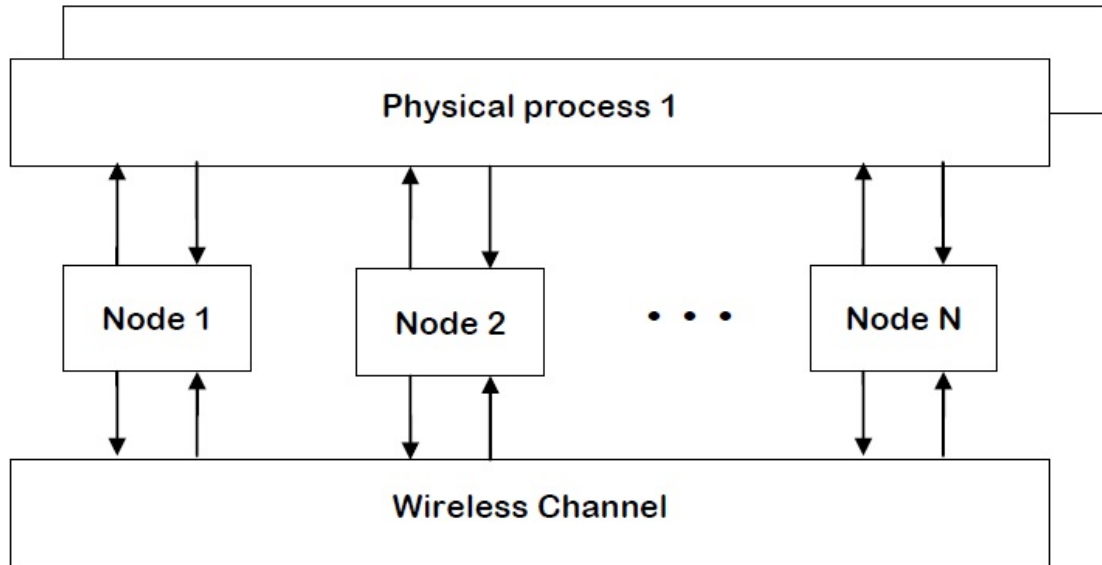 Physical process 1
Node 1
Node 2
• • •
Node N
Wireless Channel